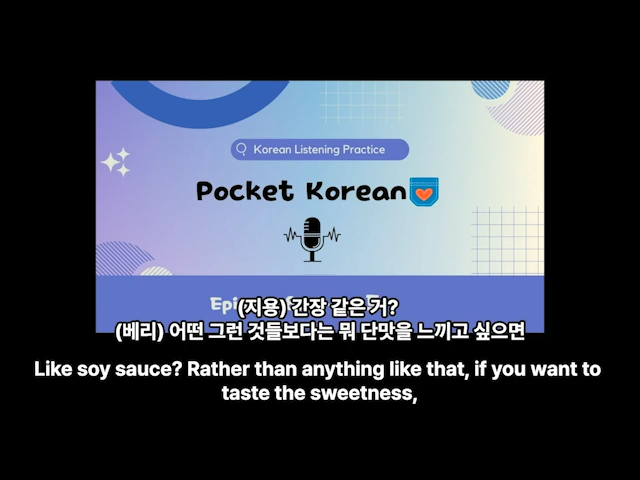 Korean Listening Practice
Pocket Korean
(지용) 간장 같은 거?
(베리) 어떤 그런 것들보다는 뭐 단맛을 느끼고 싶으면
Like soy sauce? Rather than anything like that, if you want to
taste the sweetness,